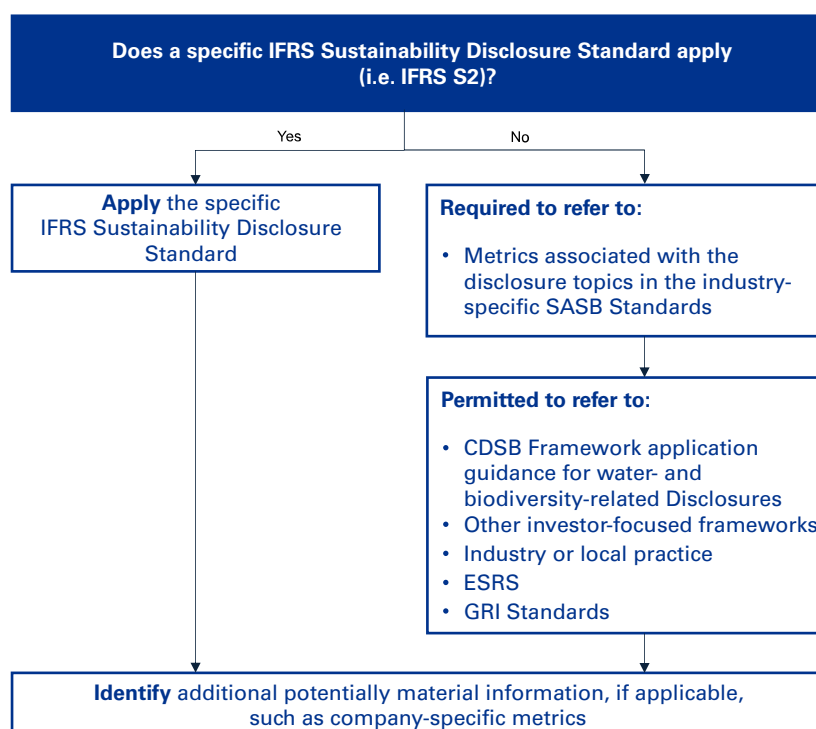 Does a specific IFRS Sustainability Disclosure Standard apply
(i.e. IFRS S2)?
Yes
No
Apply the specific
IFRS Sustainability Disclosure
Standard
Required to refer to:
• Metrics associated with the
disclosure topics in the industry-
specific SASB Standards
Permitted to refer to:
• CDSB Framework application
guidance for water- and
biodiversity-related Disclosures
• Other investor-focused frameworks
• Industry or local practice
• ESRS
• GRI Standards
Identify additional potentially material information, if applicable,
such as company-specific metrics